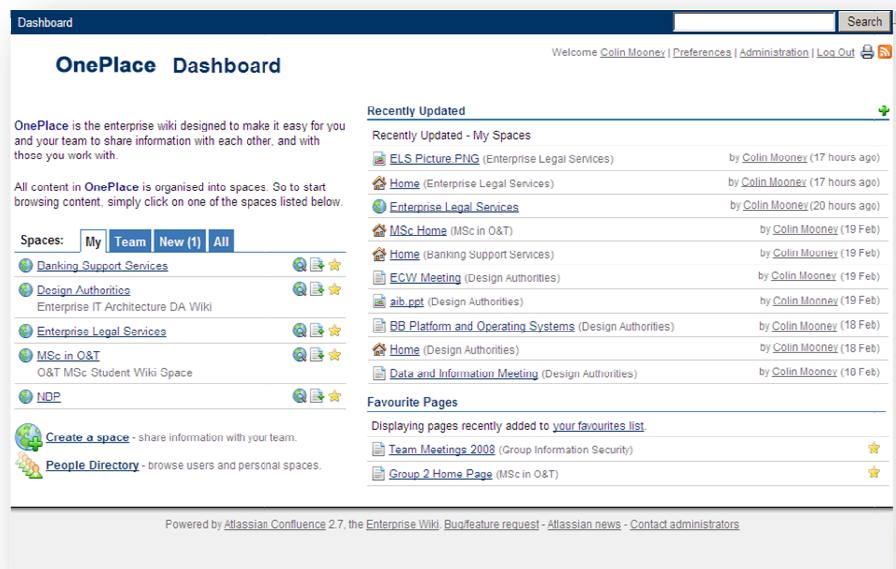 Dashboard
Search
Welcome Colin Mooney | Preferences | Administration | Log Out
OnePlace Dashboard
OnePlace is the enterprise wiki designed to make it easy for you
and your team to share information with each other, and with
those you work with.
All content in OnePlace is organised into spaces. Go to start
browsing content, simply click on one of the spaces listed below.
Spaces: My Team New (1) All
Banking Support Services
Design Authorities
Enterprise IT Architecture DA Wiki
Enterprise Legal Services
MSc in O&T
O&T MSc Student Wiki Space
NDP
Create a space - share information with your team.
People Directory - browse users and personal spaces.
Recently Updated
Recently Updated - My Spaces
ELS Picture PNG (Enterprise Legal Services) by Colin Mooney (17 hours ago)
Home (Enterprise Legal Services) by Colin Mooney (17 hours ago)
Enterprise Legal Services by Colin Mooney (20 hours ago)
MSc Home (MSc in O&T) by Colin Mooney (19 Feb)
Home (Banking Support Services) by Colin Mooney (19 Feb)
ECW Meeting (Design Authorities) by Colin Mooney (19 Feb)
aib.ppt (Design Authorities) by Colin Mooney (19 Feb)
BB Platform and Operating Systems (Design Authorities) by Colin Mooney (18 Feb)
Home (Design Authorities) by Colin Mooney (18 Feb)
Data and Information Meeting (Design Authorities) by Colin Mooney (18 Feb)
Favourite Pages
Displaying pages recently added to your favourites list.
Team Meetings 2008 (Group Information Security)
Group 2 Home Page (MSc in O&T)
Powered by Atlassian Confluence 2.7, the Enterprise Wiki. Bug/feature request - Atlassian news - Contact administrators